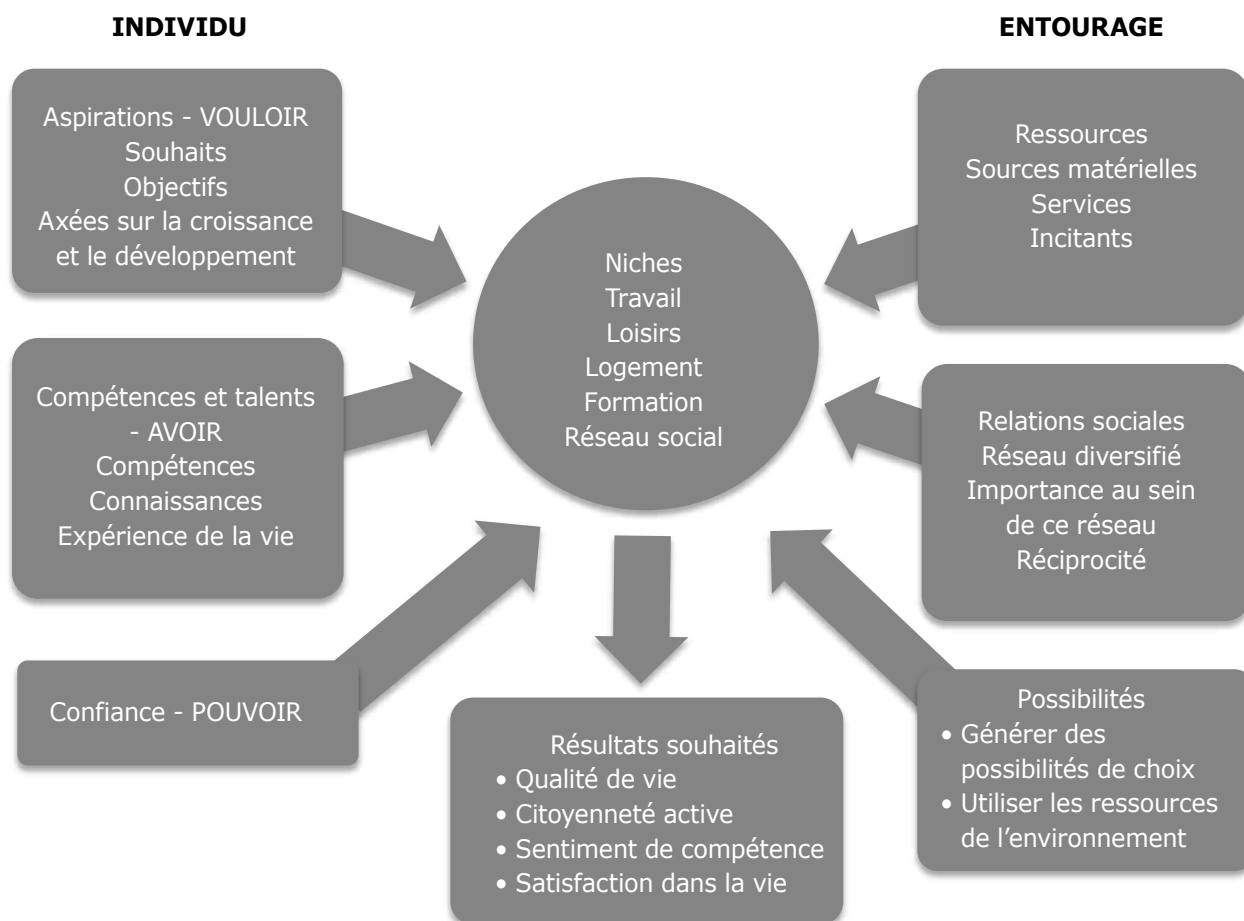 INDIVIDU
Aspirations - VOULOIR
Souhaits
Objectifs
Axées sur la croissance
et le développement
Compétences et talents
- AVOIR
Compétences
Connaissances
Expérience de la vie
Confiance - POUVOIR
Niches
Travail
Loisirs
Logement
Formation
Réseau social
Résultats souhaités
• Qualité de vie
• Citoyenneté active
• Sentiment de compétence
• Satisfaction dans la vie
ENTOURAGE
Ressources
Sources matérielles
Services
Incitants
Relations sociales
Réseau diversifié
Importance au sein
de ce réseau
Réciprocité
Possibilités
• Générer des
possibilités de choix
• Utiliser les ressources
de l’environnement